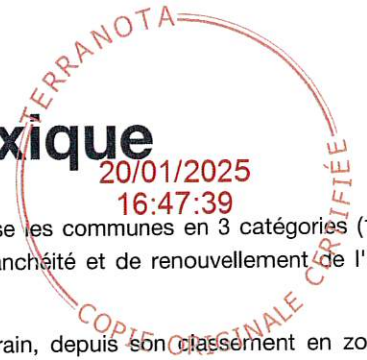 TERRANOTA
xique
20/01/2025
16:47:39
se les communes en 3 catégories (
anchéité et de renouvellement de l'
COPIE ORIGINALE CERTIFIÉE
rain, depuis son classement en zo